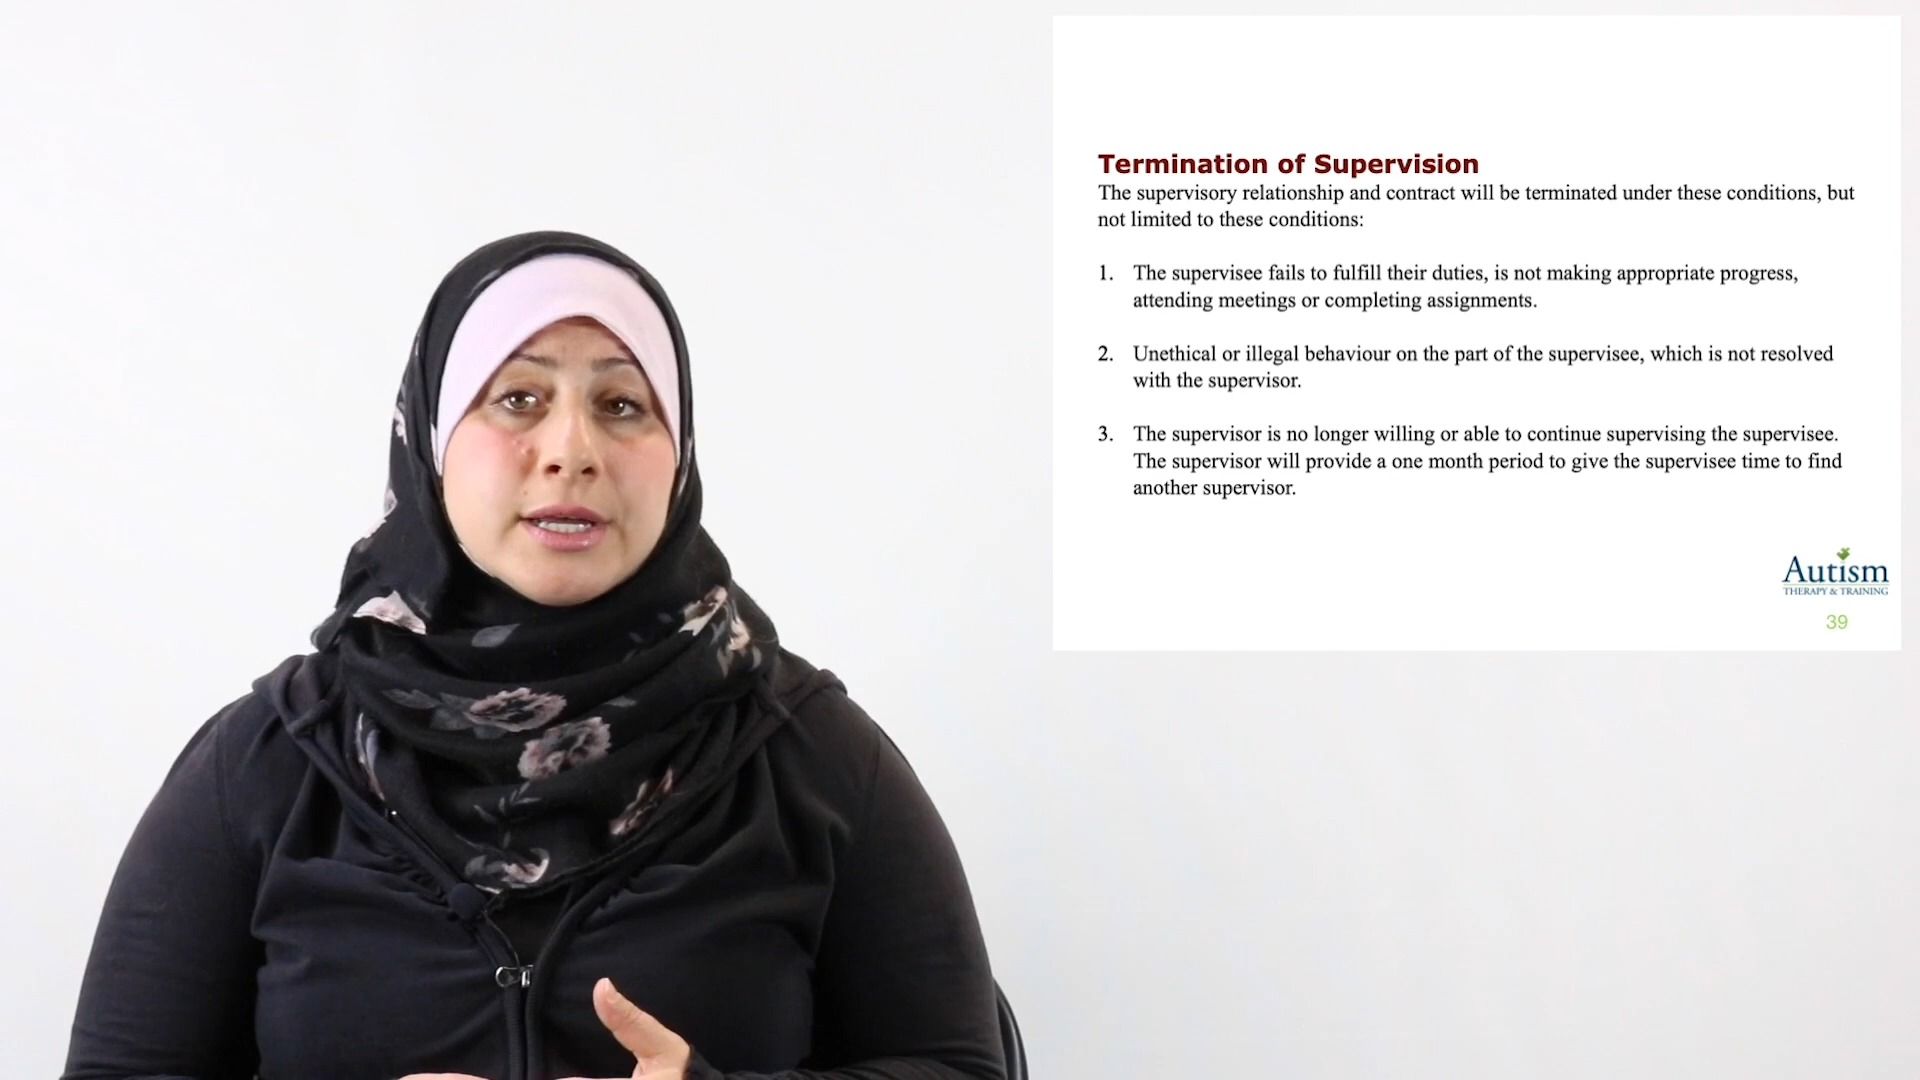 Termination of Supervision
The supervisory relationship and contract will be terminated under these conditions, but
not limited to these conditions:
1. The supervisee fails to fulfill their duties, is not making appropriate progress,
attending meetings or completing assignments.
2. Unethical or illegal behaviour on the part of the supervisee, which is not resolved
with the supervisor.
3. The supervisor is no longer willing or able to continue supervising the supervisee.
The supervisor will provide a one month period to give the supervisee time to find
another supervisor.
Autism
THERAPY & TRAINING
39